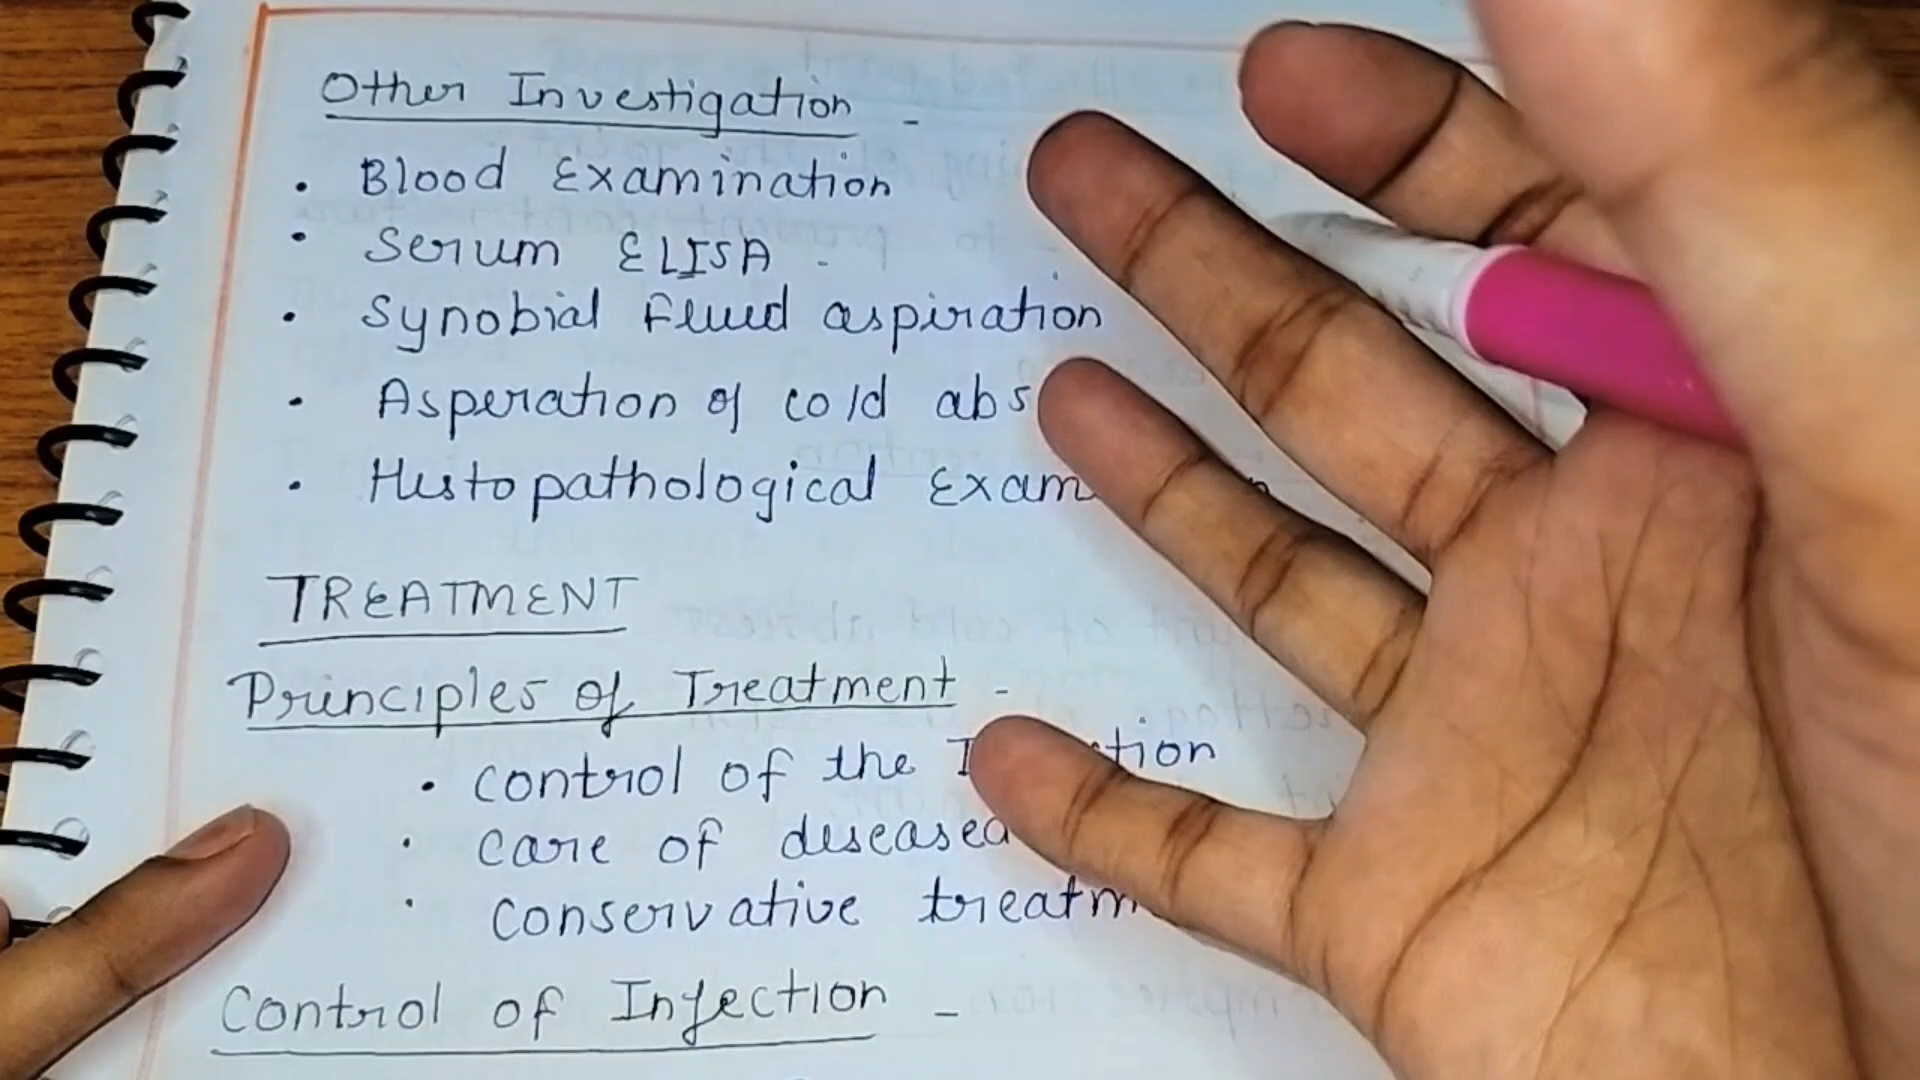 Other Investigation -
• Blood Examination
• Serum ELISA -
• Synobial Fluid aspiration
• Asperation of cold abs
• Histopathological Exam
TREATMENT
Principles of Treatment -
• control of the
• care of diseased
• conservative treatm
Control of Infection -